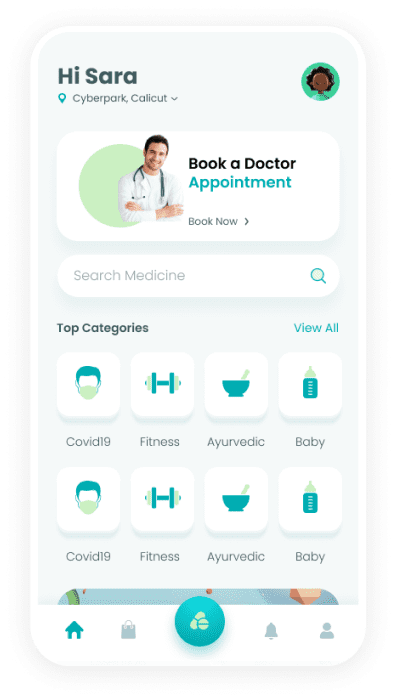 Hi Sara
Cyberpark, Calicut
Book a Doctor
Appointment
Book Now
Search Medicine
Top Categories View All
Covid19 Fitness Ayurvedic Baby
Covid19 Fitness Ayurvedic Baby